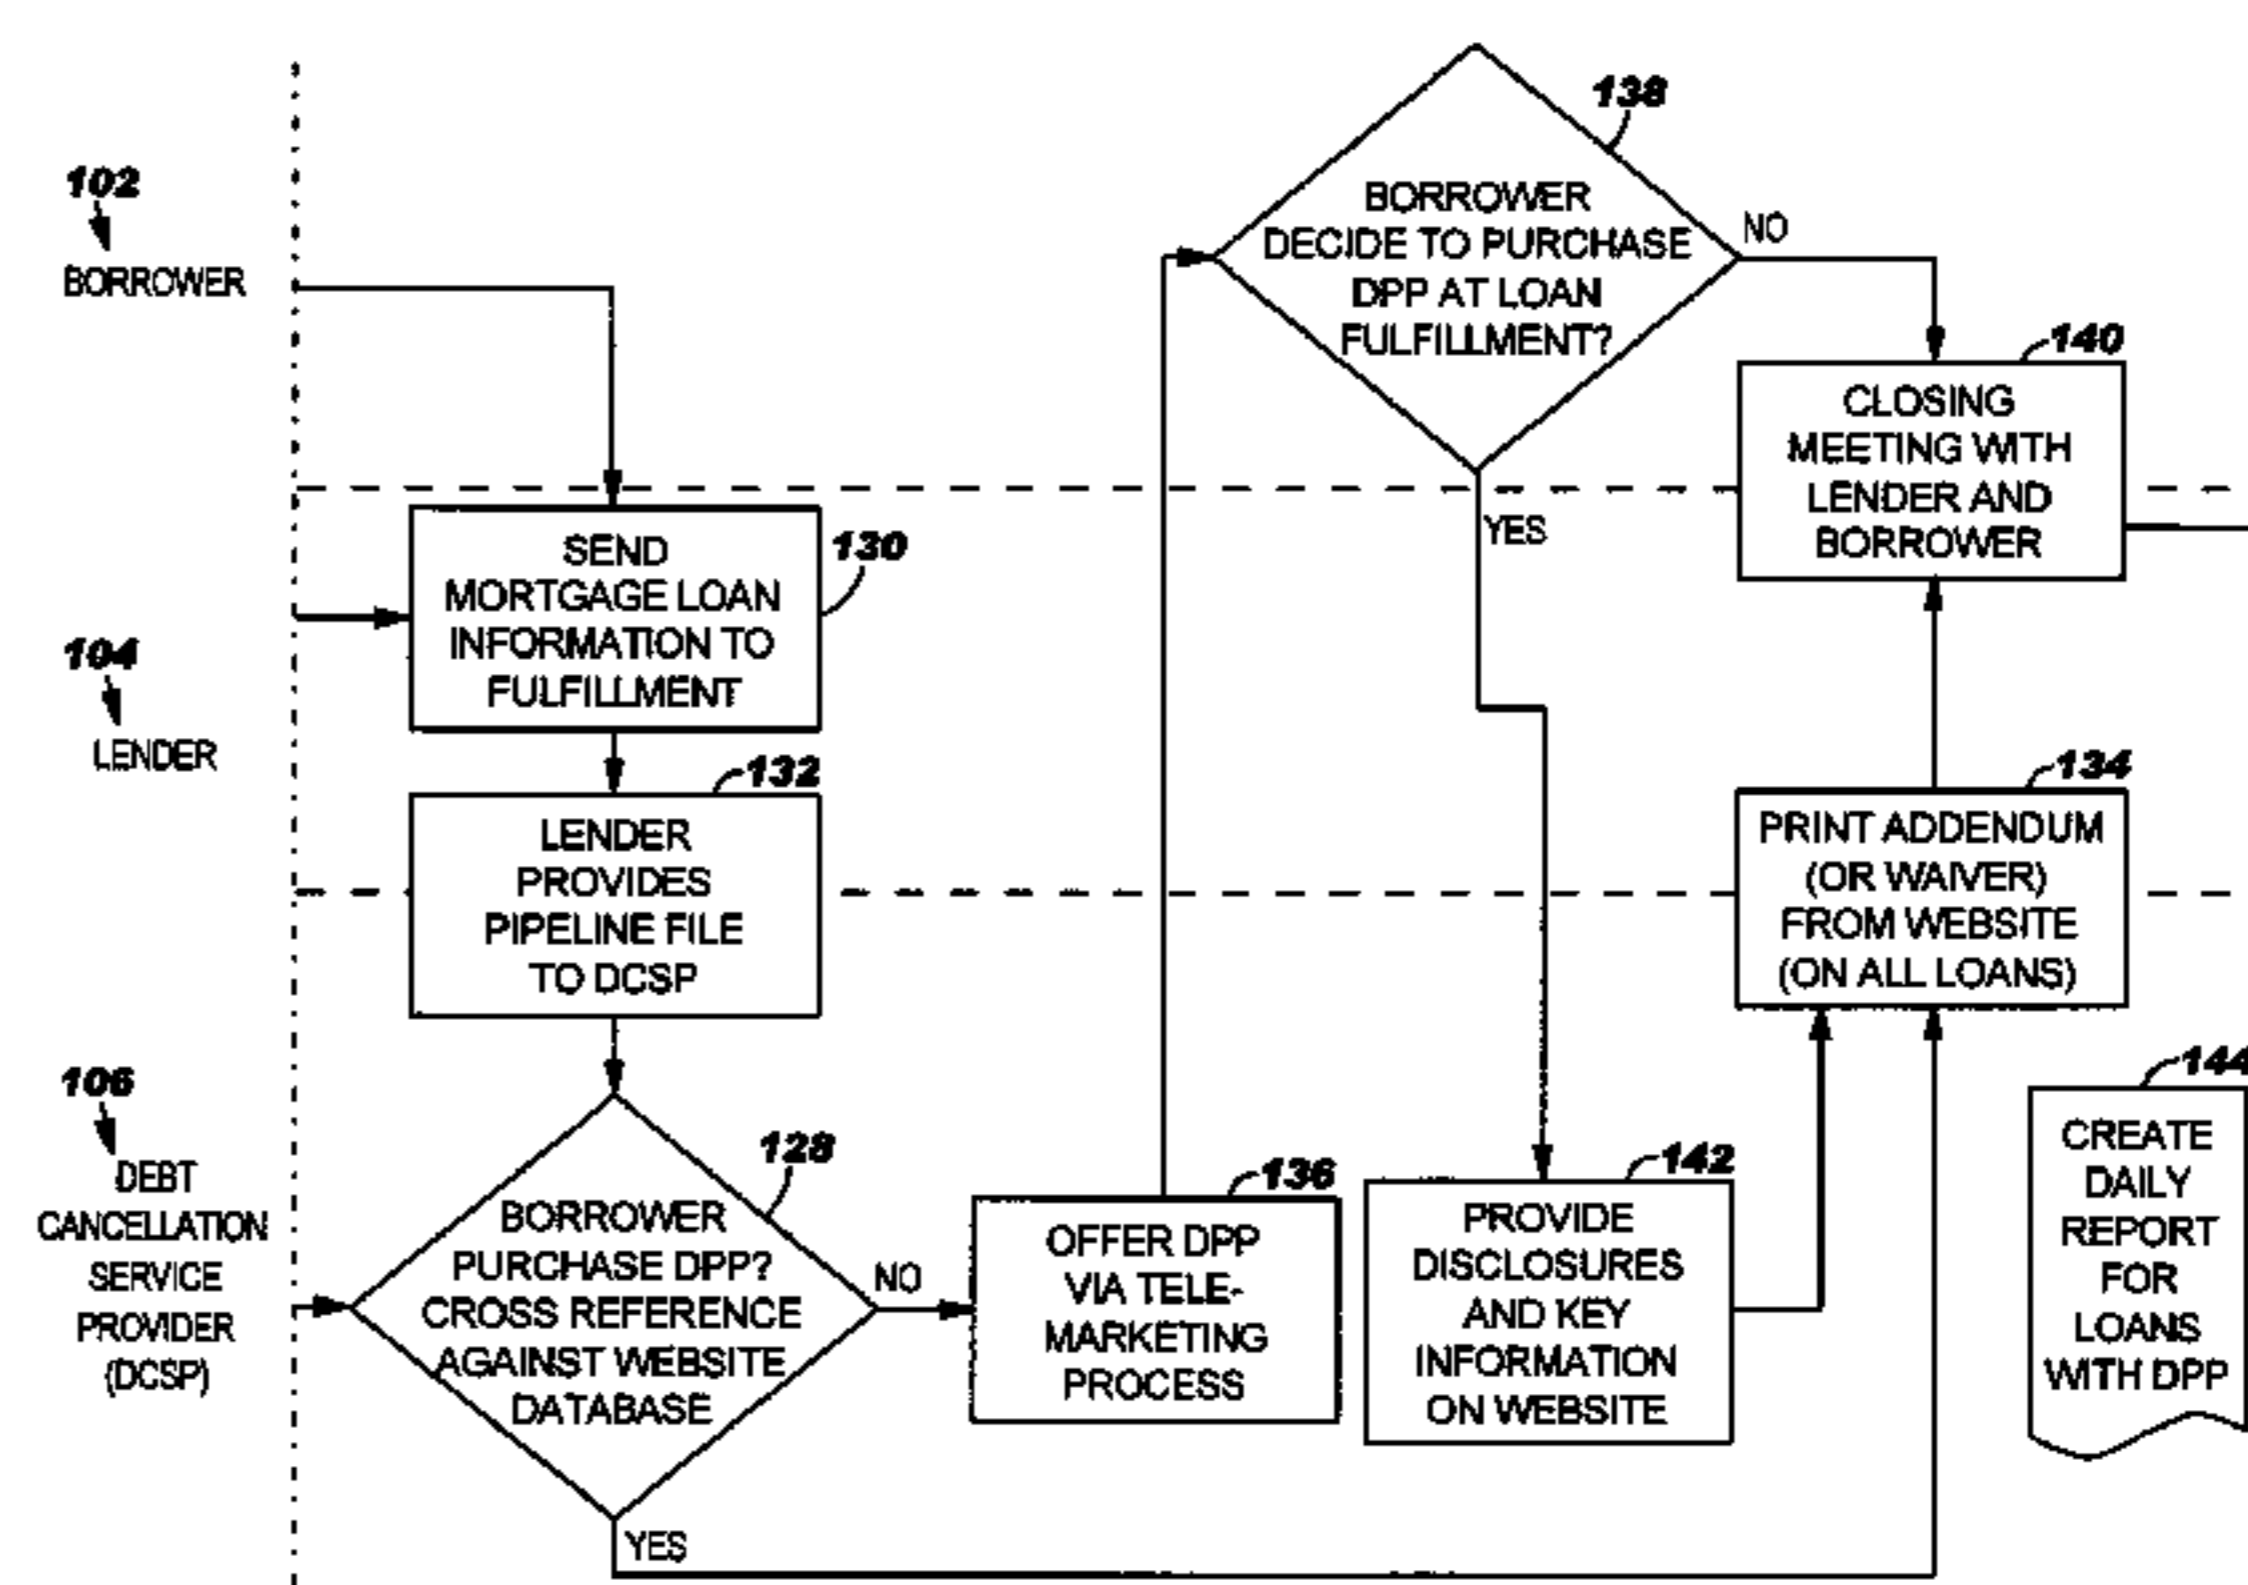 102
BORROWER
104
LENDER
106
DEBT
CANCELLATION
SERVICE
PROVIDER
(DCSP)
130
SEND
MORTGAGE LOAN
INFORMATION TO
FULFILLMENT
132
LENDER
PROVIDES
PIPELINE FILE
TO DCSP
128
BORROWER
PURCHASE DPP?
CROSS REFERENCE
AGAINST WEBSITE
DATABASE
NO
YES
136
OFFER DPP
VIA TELE-
MARKETING
PROCESS
138
BORROWER
DECIDE TO PURCHASE
DPP AT LOAN
FULFILLMENT?
NO
YES
140
CLOSING
MEETING WITH
LENDER AND
BORROWER
134
PRINT ADDENDUM
(OR WAIVER)
FROM WEBSITE
(ON ALL LOANS)
142
PROVIDE
DISCLOSURES
AND KEY
INFORMATION
ON WEBSITE
144
CREATE
DAILY
REPORT
FOR
LOANS
WITH DPP